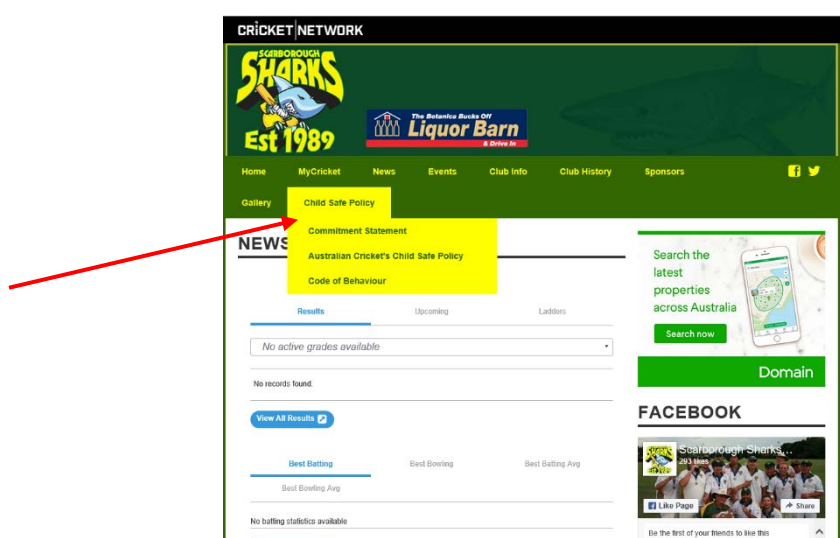 CRICKET NETWORK
SCARBOROUGH
SHARKS
Est 1989
The Botanica Bucks Off
Liquor Barn
& Drive In
Home MyCricket News Events Club Info Club History Sponsors
Gallery Child Safe Policy
Commitment Statement
Australian Cricket's Child Safe Policy
Code of Behaviour
NEWS
Results Upcoming Ladders
No active grades available
No records found.
View All Results
Best Batting Best Bowling Best Batting Avg
Best Bowling Avg
No batting statistics available
Search the
latest
properties
across Australia
Search now
Domain
FACEBOOK
Scarborough Sharks...
293 likes
Like Page Share
Be the first of your friends to like this